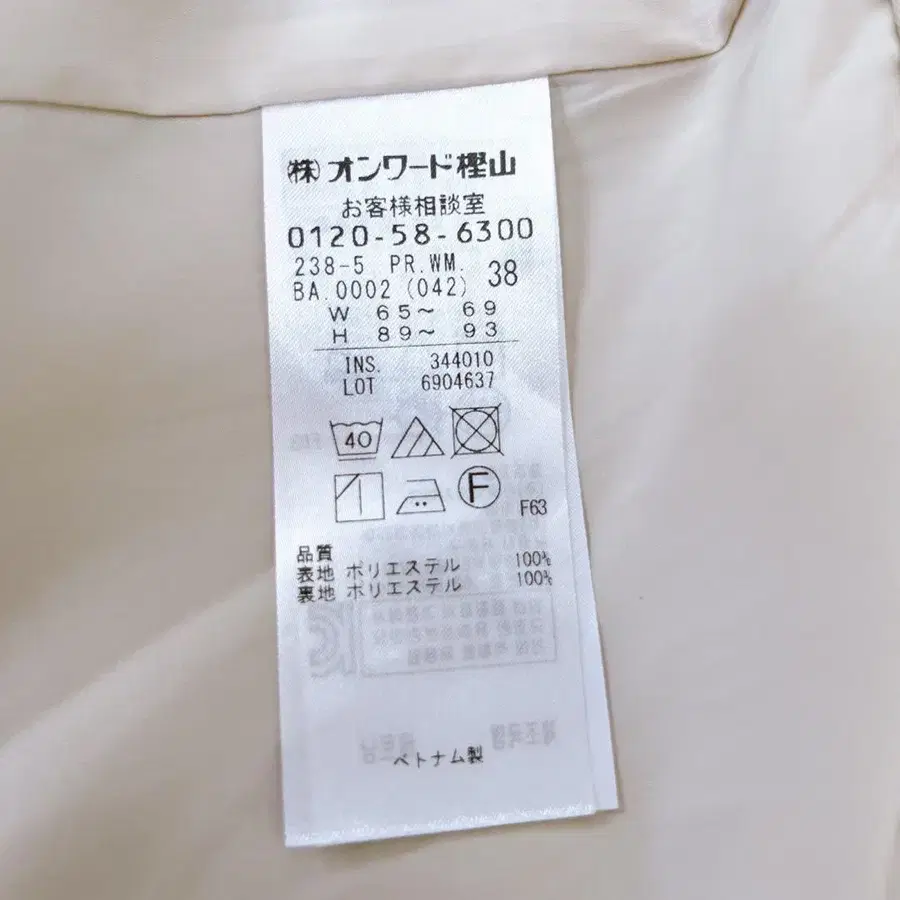 ㈱オンワード樫山
お客様相談室
0120-58-6300
238-5 PR.WM.
BA.0002 (042) 38
W 65〜 69
H 89〜 93
INS. 344010
LOT 6904637
40
F
F63
品質
表地 ポリエステル 100%
裏地 ポリエステル 100%
ベトナム製